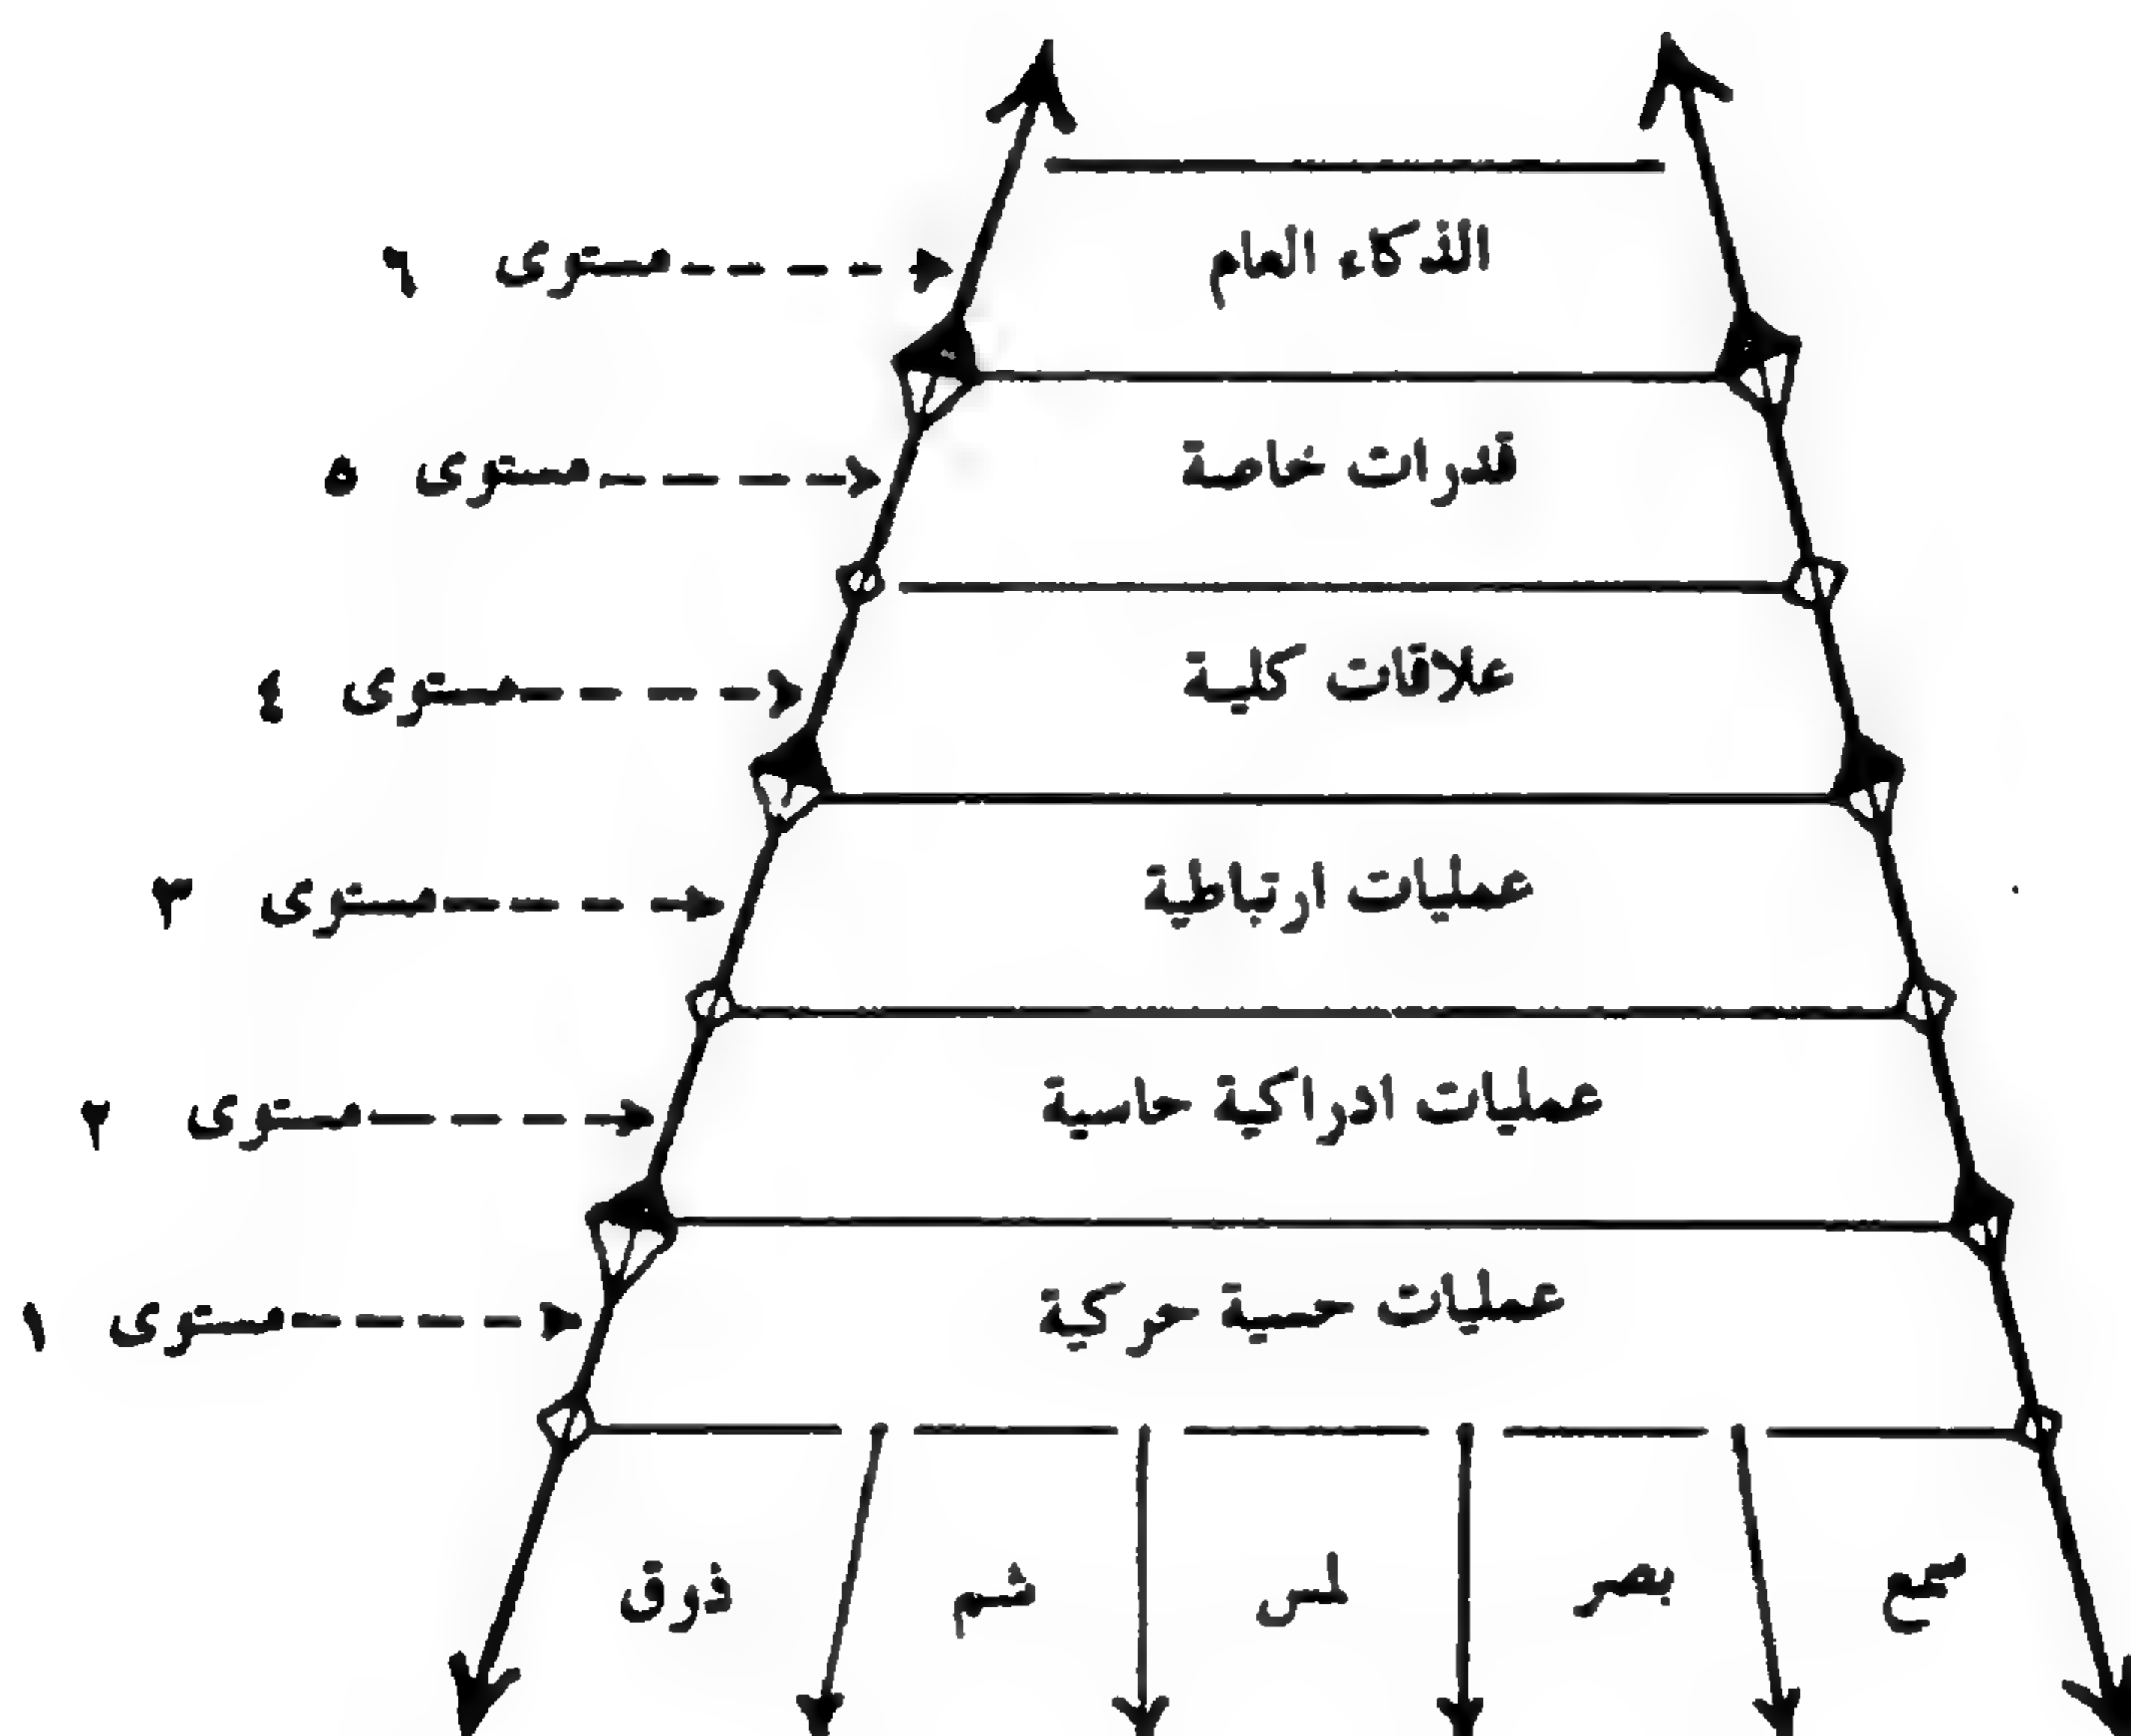 الذكاء العام
مستوى ٦
قدرات خاصة
مستوى ٥
علاقات كلية
مستوى ٤
عمليات ارتباطية
مستوى ٣
عمليات ادراكية حاسية
مستوى ٢
عمليات حسية حركية
مستوى ١
سمع بصر لمس شم ذوق